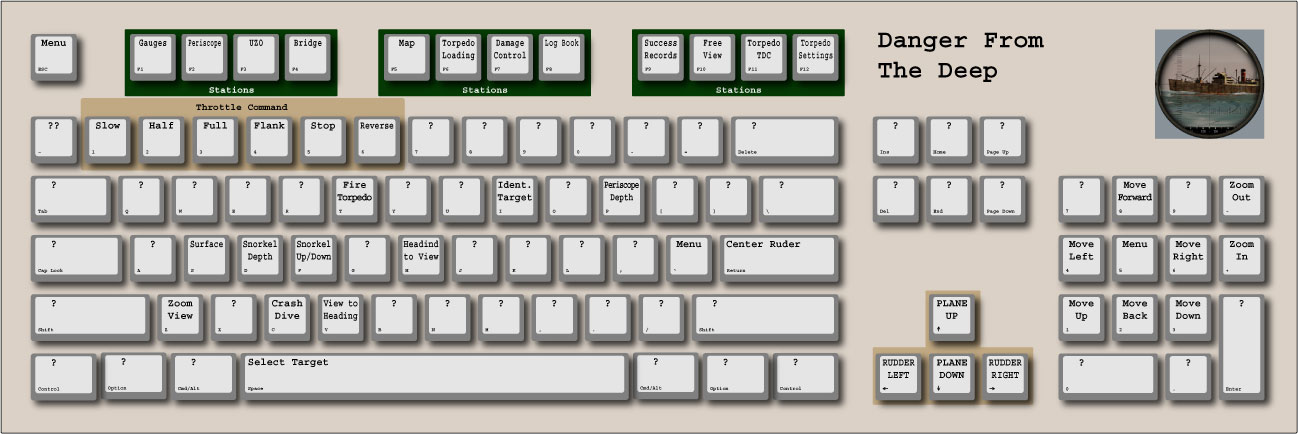 Danger From
The Deep
Menu
ESC
Gauges
F1
Periscope
F2
UZO
F3
Bridge
F4
Stations
Map
F5
Torpedo
Loading
F6
Damage
Control
F7
Log Book
F8
Stations
Success
Records
F9
Free
View
F10
Torpedo
TDC
F11
Torpedo
Settings
F12
Stations
Throttle Command
??
~
Slow
1
Half
2
Full
3
Flank
4
Stop
5
Reverse
6
?
7
?
8
?
9
?
0
?
-
?
=
?
Delete
?
Ins
?
Home
?
Page Up
?
Tab
?
Q
?
W
?
E
?
R
Fire
Torpedo
T
?
Y
?
U
Ident.
Target
I
?
O
Periscope
Depth
P
?
[
?
]
?
\
?
Del
?
End
?
Page Down
?
7
Move
Forward
8
?
9
Zoom
Out
-
?
Cap Lock
?
A
Surface
S
Snorkel
Depth
D
Snorkel
Up/Down
F
?
G
Headind
to View
H
?
J
?
K
?
L
?
;
Menu
'
Center Ruder
Return
Move
Left
4
Menu
5
Move
Right
6
Zoom
In
+
?
Shift
Zoom
View
Z
?
X
Crash
Dive
C
View to
Heading
V
?
B
?
N
?
M
?
,
?
.
?
/
?
Shift
PLANE
UP
↑
Move
Up
1
Move
Back
2
Move
Down
3
?
Enter
?
Control
?
Option
?
Cmd/Alt
Select Target
Space
?
Cmd/Alt
?
Option
?
Control
RUDDER
LEFT
←
PLANE
DOWN
↓
RUDDER
RIGHT
→
?
0
?
.